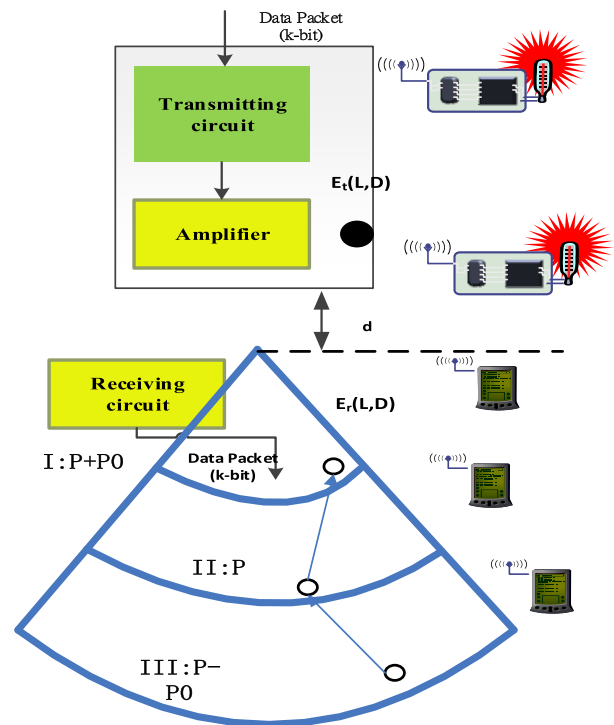 Data Packet
(k-bit)
Transmitting
circuit
Et(L,D)
Amplifier
d
Receiving
circuit
Er(L,D)
I:P+P0
Data Packet
(k-bit)
II:P
III:P-
P0